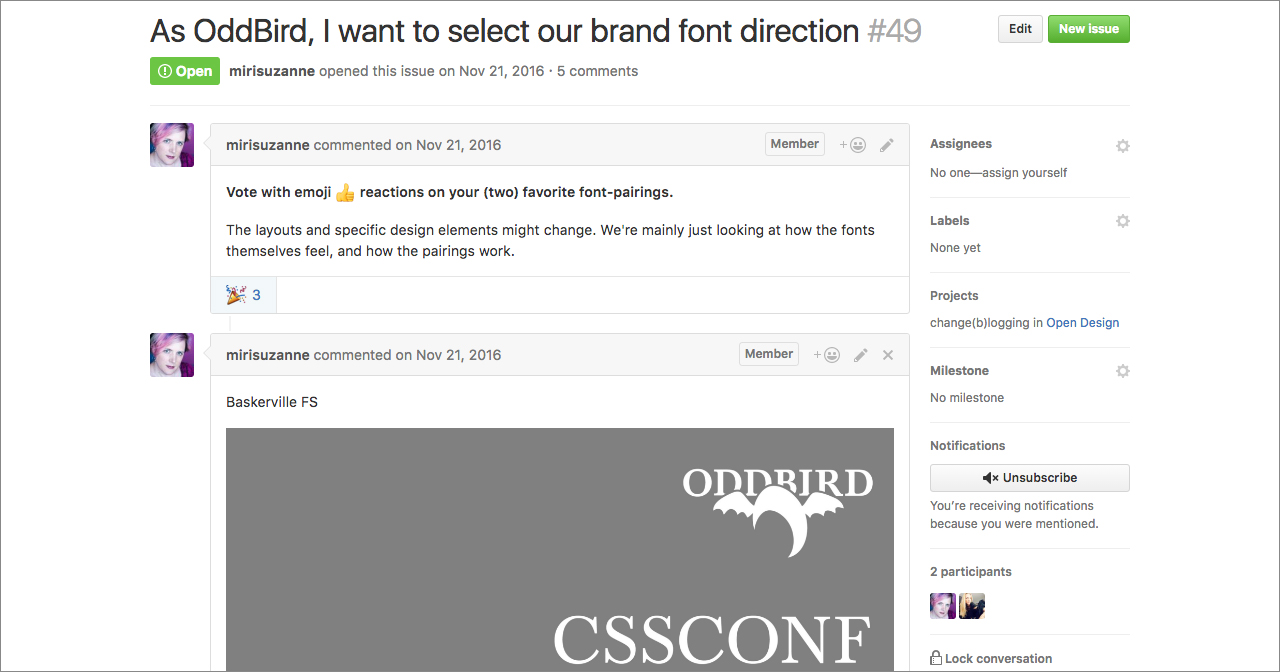 As OddBird, I want to select our brand font direction #49
Edit
New issue
Open
mirisuzanne opened this issue on Nov 21, 2016 · 5 comments
mirisuzanne commented on Nov 21, 2016
Member
Vote with emoji 👍 reactions on your (two) favorite font-pairings.
The layouts and specific design elements might change. We're mainly just looking at how the fonts
themselves feel, and how the pairings work.
🎉 3
mirisuzanne commented on Nov 21, 2016
Member
Baskerville FS
ODDBIRD
CSSCONF
Assignees
No one—assign yourself
Labels
None yet
Projects
change(b)logging in Open Design
Milestone
No milestone
Notifications
Unsubscribe
You’re receiving notifications
because you were mentioned.
2 participants
Lock conversation